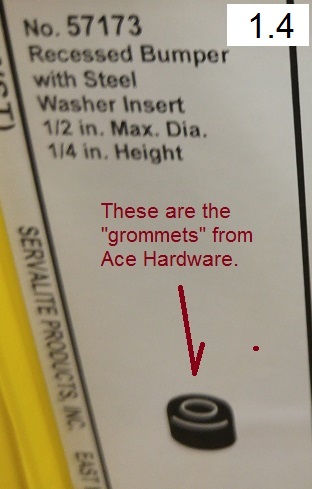 1.4
No. 57173
Recessed Bumper
with Steel
Washer Insert
1/2 in. Max. Dia.
1/4 in. Height
These are the
"grommets" from
Ace Hardware.
SERVALITE PRODUCTS, INC. EAST